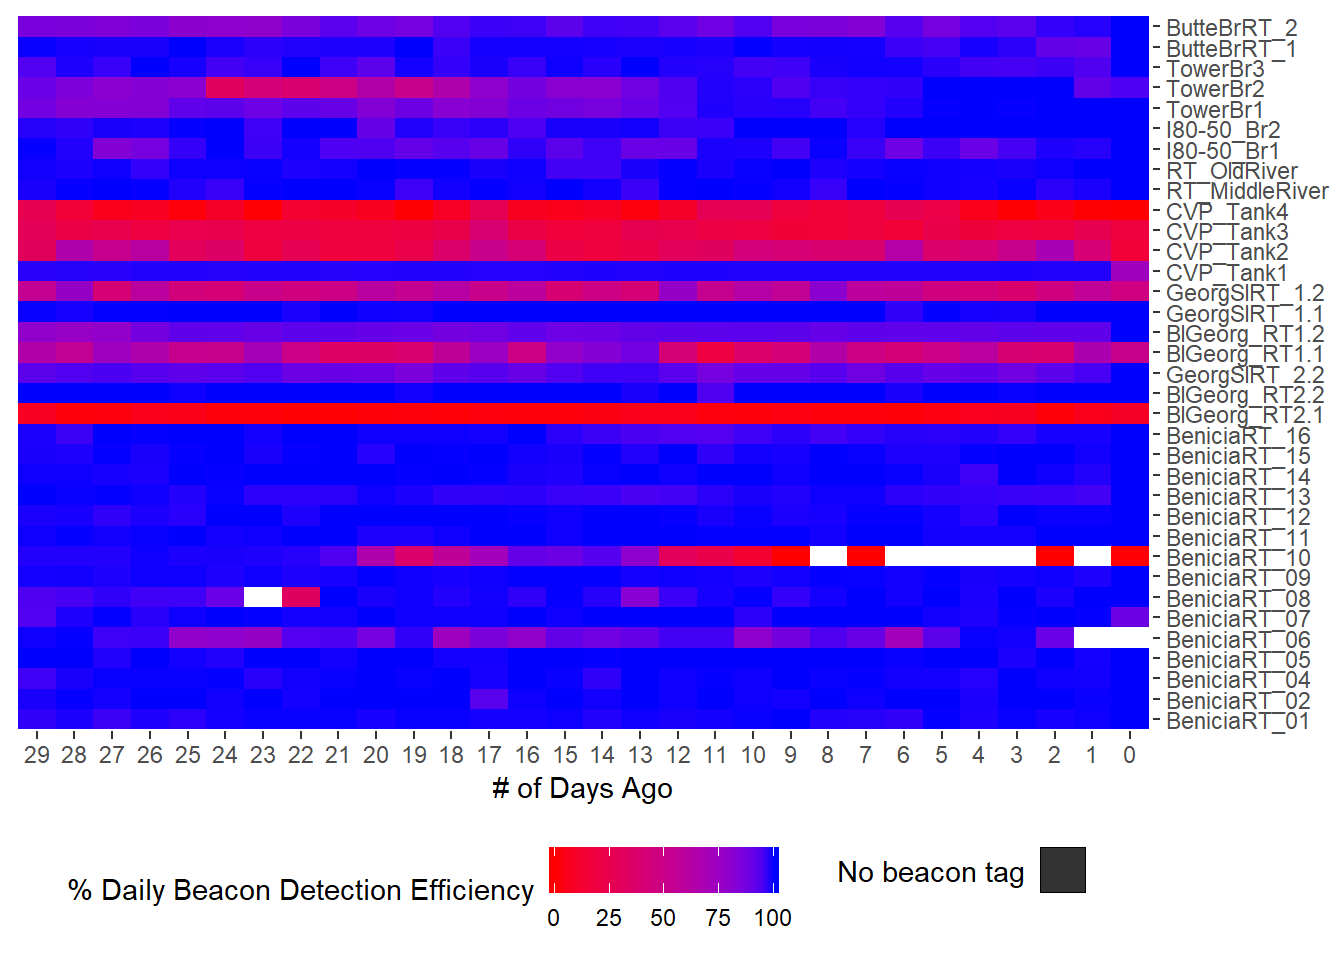 ButteBrRT_2
ButteBrRT_1
TowerBr3
TowerBr2
TowerBr1
I80-50_Br2
I80-50_Br1
RT_OldRiver
RT_MiddleRiver
CVP_Tank4
CVP_Tank3
CVP_Tank2
CVP_Tank1
GeorgSlRT_1.2
GeorgSlRT_1.1
BlGeorg_RT1.2
BlGeorg_RT1.1
GeorgSlRT_2.2
BlGeorg_RT2.2
BlGeorg_RT2.1
BeniciaRT_16
BeniciaRT_15
BeniciaRT_14
BeniciaRT_13
BeniciaRT_12
BeniciaRT_11
BeniciaRT_10
BeniciaRT_09
BeniciaRT_08
BeniciaRT_07
BeniciaRT_06
BeniciaRT_05
BeniciaRT_04
BeniciaRT_02
BeniciaRT_01
29 28 27 26 25 24 23 22 21 20 19 18 17 16 15 14 13 12 11 10 9 8 7 6 5 4 3 2 1 0
# of Days Ago
% Daily Beacon Detection Efficiency
0 25 50 75 100
No beacon tag